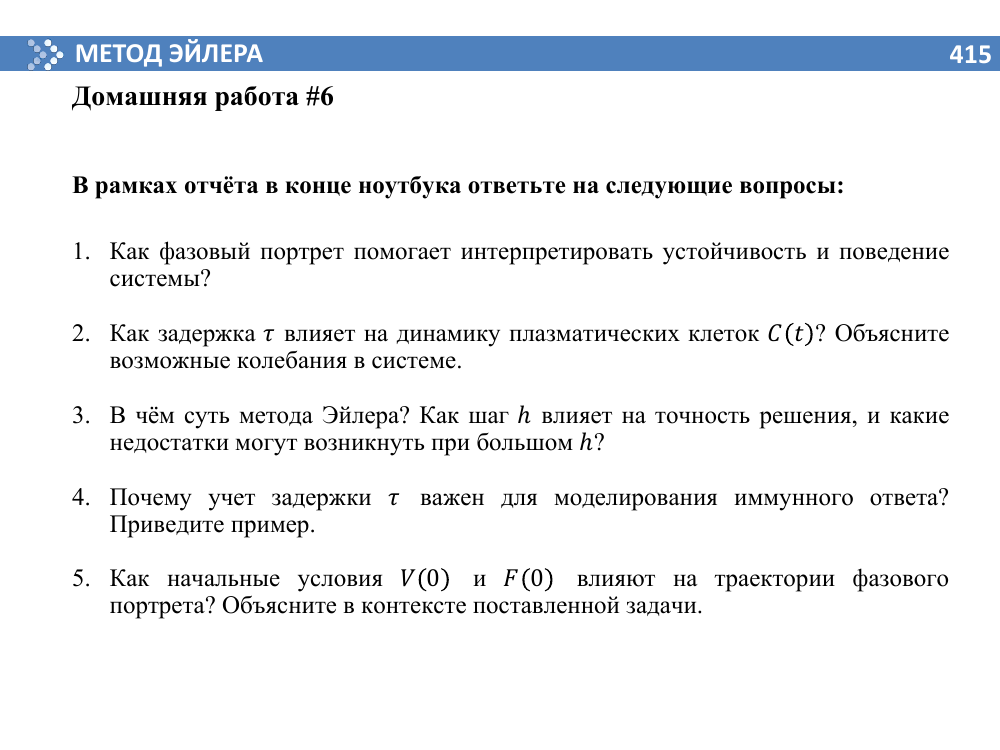 МЕТОД ЭЙЛЕРА
415
Домашняя работа #6
В рамках отчёта в конце ноутбука ответьте на следующие вопросы:
1. Как фазовый портрет помогает интерпретировать устойчивость и поведение
системы?
2. Как задержка τ влияет на динамику плазматических клеток C(t)? Объясните
возможные колебания в системе.
3. В чём суть метода Эйлера? Как шаг h влияет на точность решения, и какие
недостатки могут возникнуть при большом h?
4. Почему учет задержки τ важен для моделирования иммунного ответа?
Приведите пример.
5. Как начальные условия V(0) и F(0) влияют на траектории фазового
портрета? Объясните в контексте поставленной задачи.